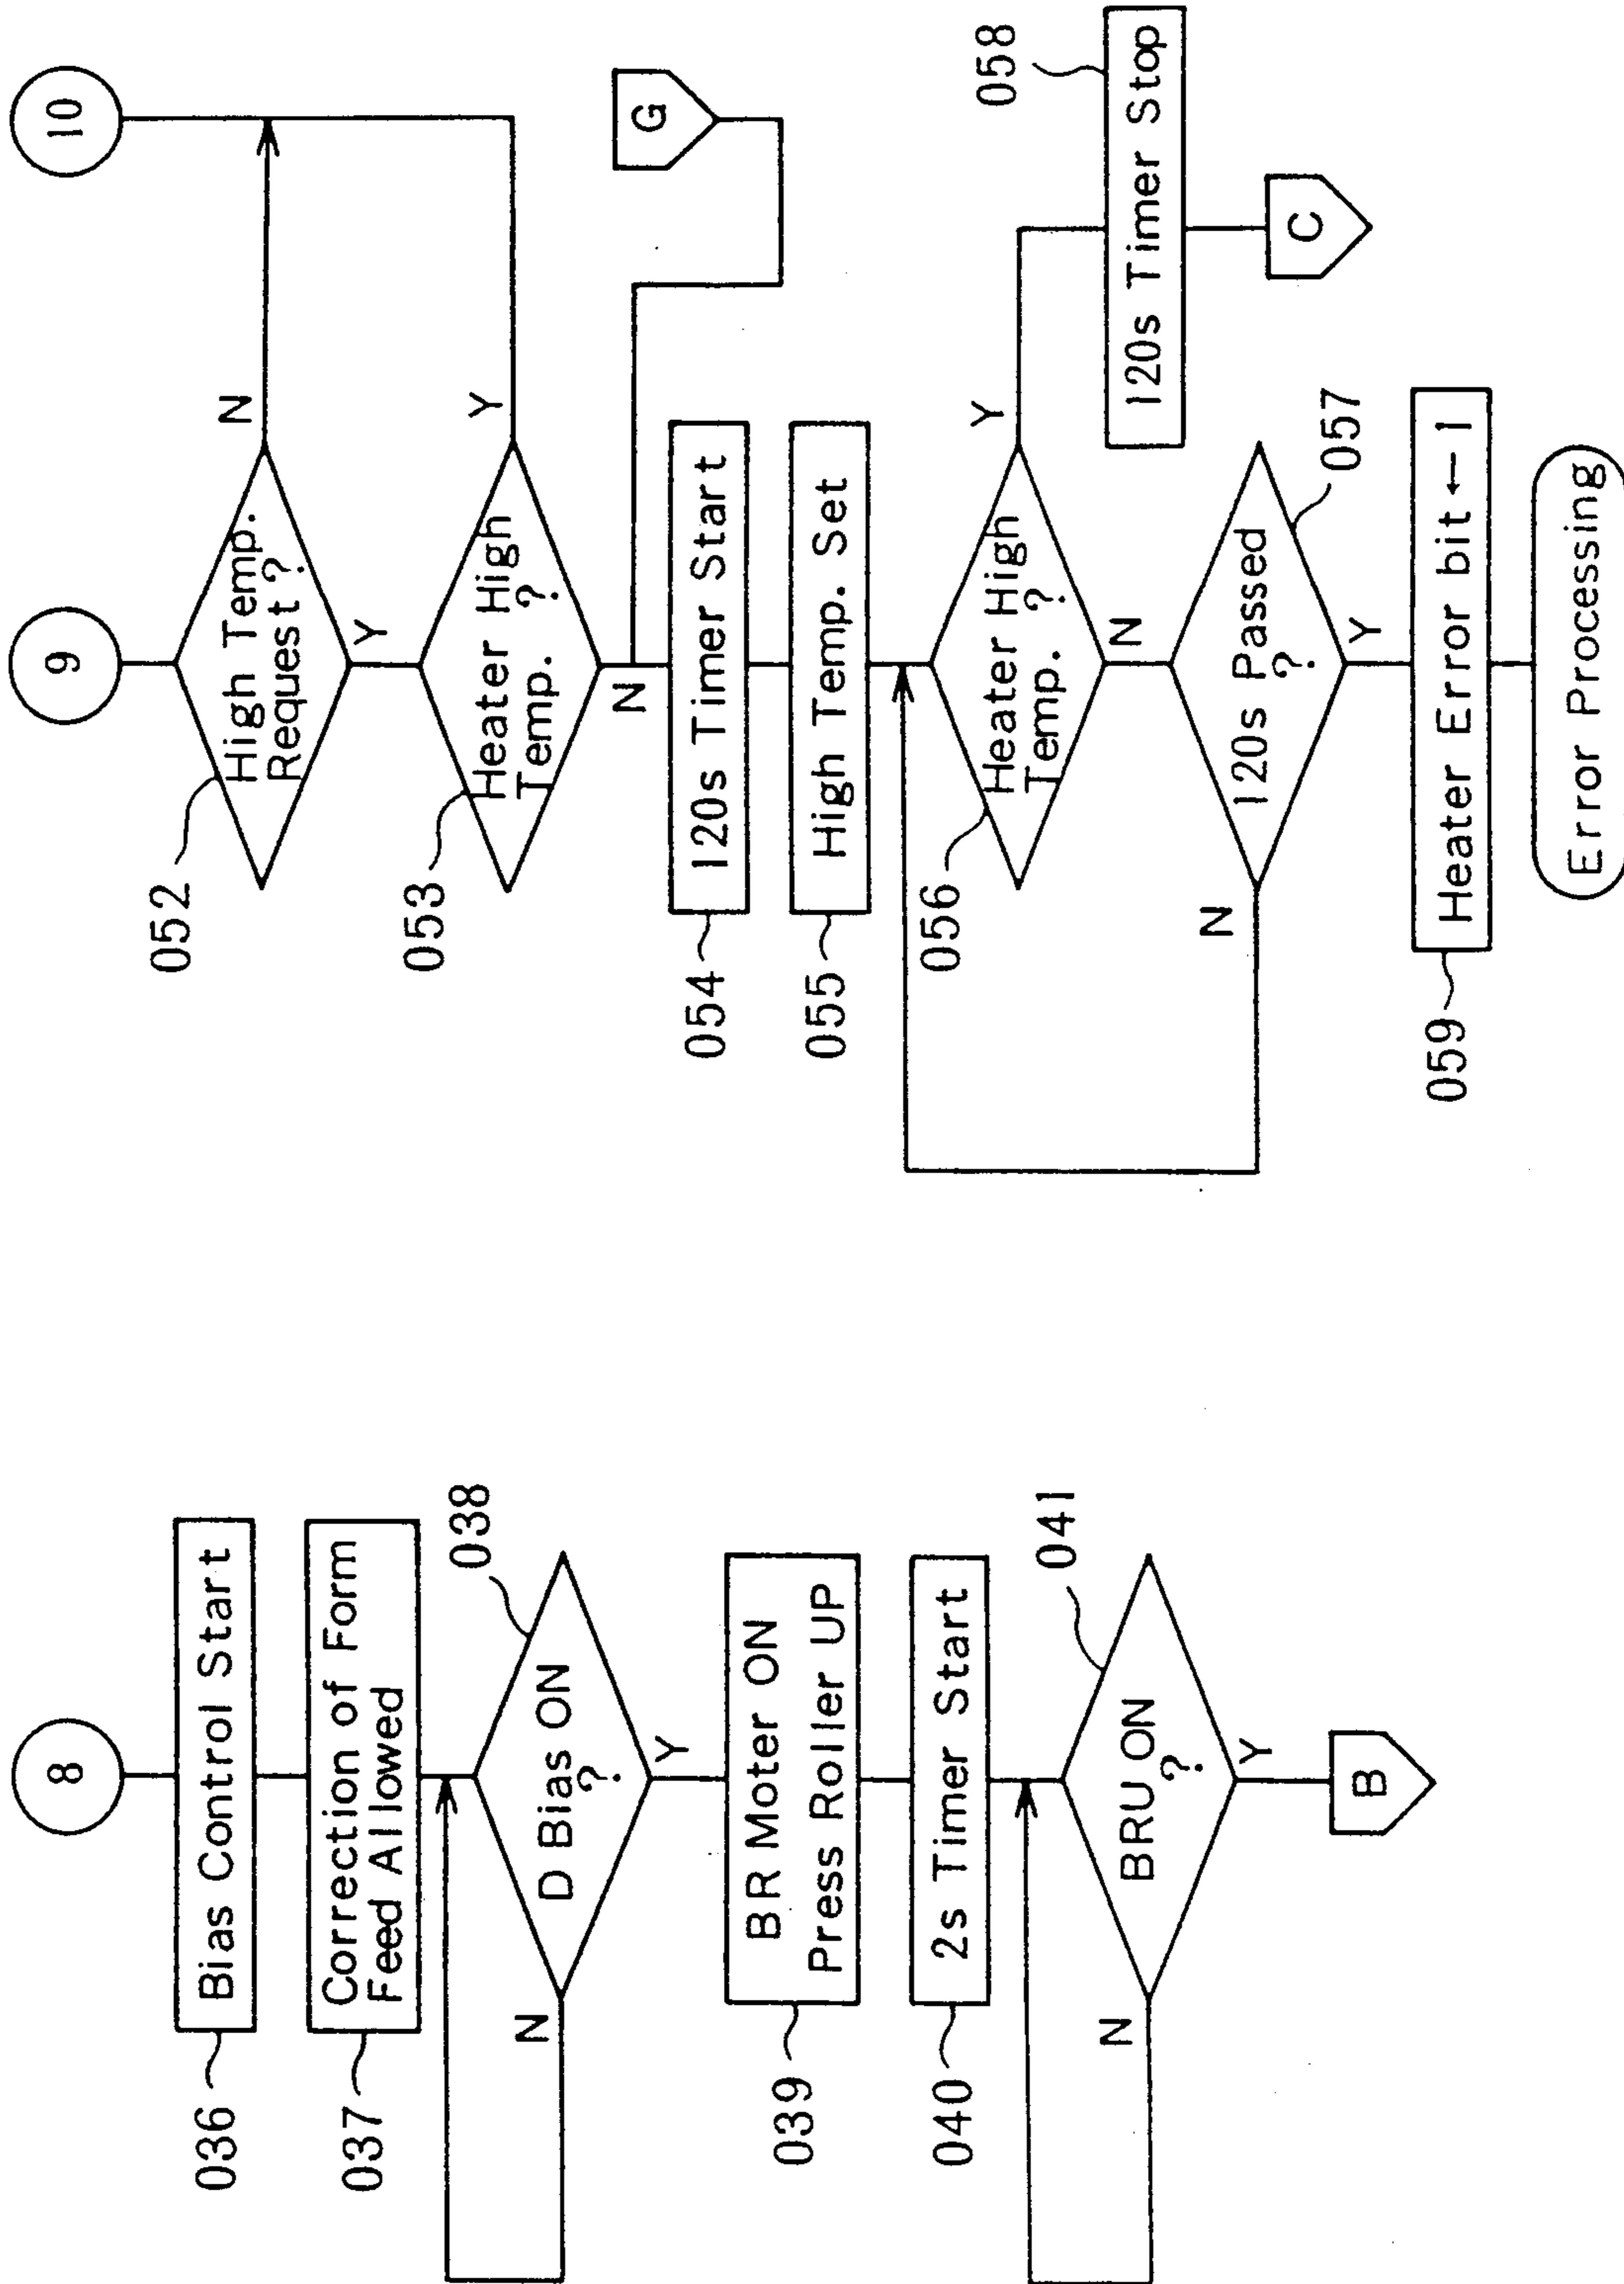 8
036
Bias Control Start
037
Correction of Form
Feed Allowed
038
D Bias ON
?
N
Y
039
BR Moter ON
Press Roller UP
040
2s Timer Start
041
BRU ON
?
N
Y
B
9
10
052
High Temp.
Request ?
N
Y
053
Heater High
Temp. ?
Y
N
G
054
120s Timer Start
055
High Temp. Set
056
Heater High
Temp. ?
Y
N
058
120s Timer Stop
C
057
120s Passed
?
N
Y
059
Heater Error bit ← 1
Error Processing